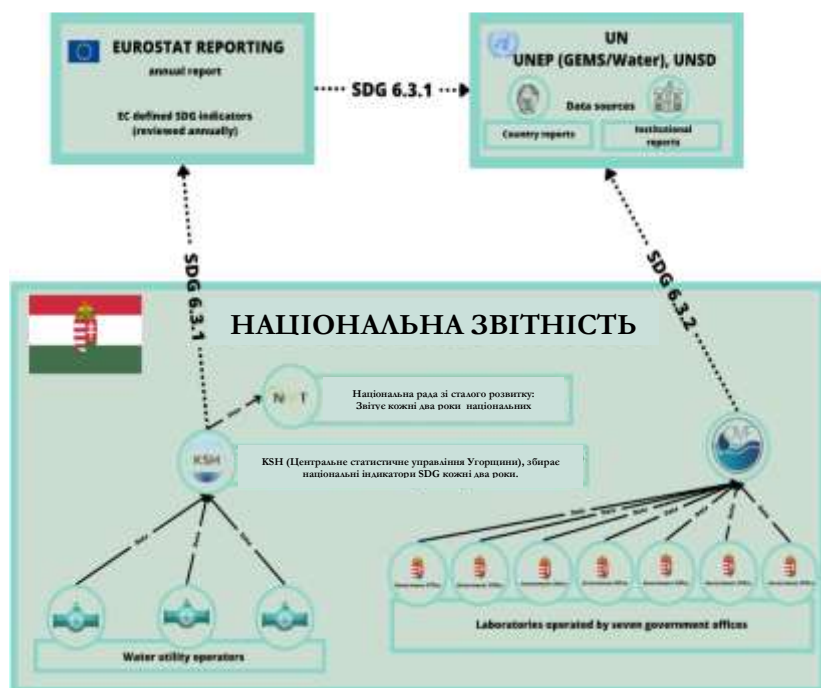 EUROSTAT REPORTING
annual report
EC defined SDG indicators
(reviewed annually)
SDG 6.3.1
UN
UNEP (GEMS/Water), UNSD
Data sources
Country reports
Institutional
reports
SDG 6.3.1
SDG 6.3.2
НАЦІОНАЛЬНА ЗВІТНІСТЬ
Національна рада зі сталого розвитку:
Звітує кожні два роки національних
KSH
KSH (Центральне статистичне управління Угорщини), збирає
національні індикатори SDG кожні два роки.
Water utility operators
Laboratories operated by seven government offices